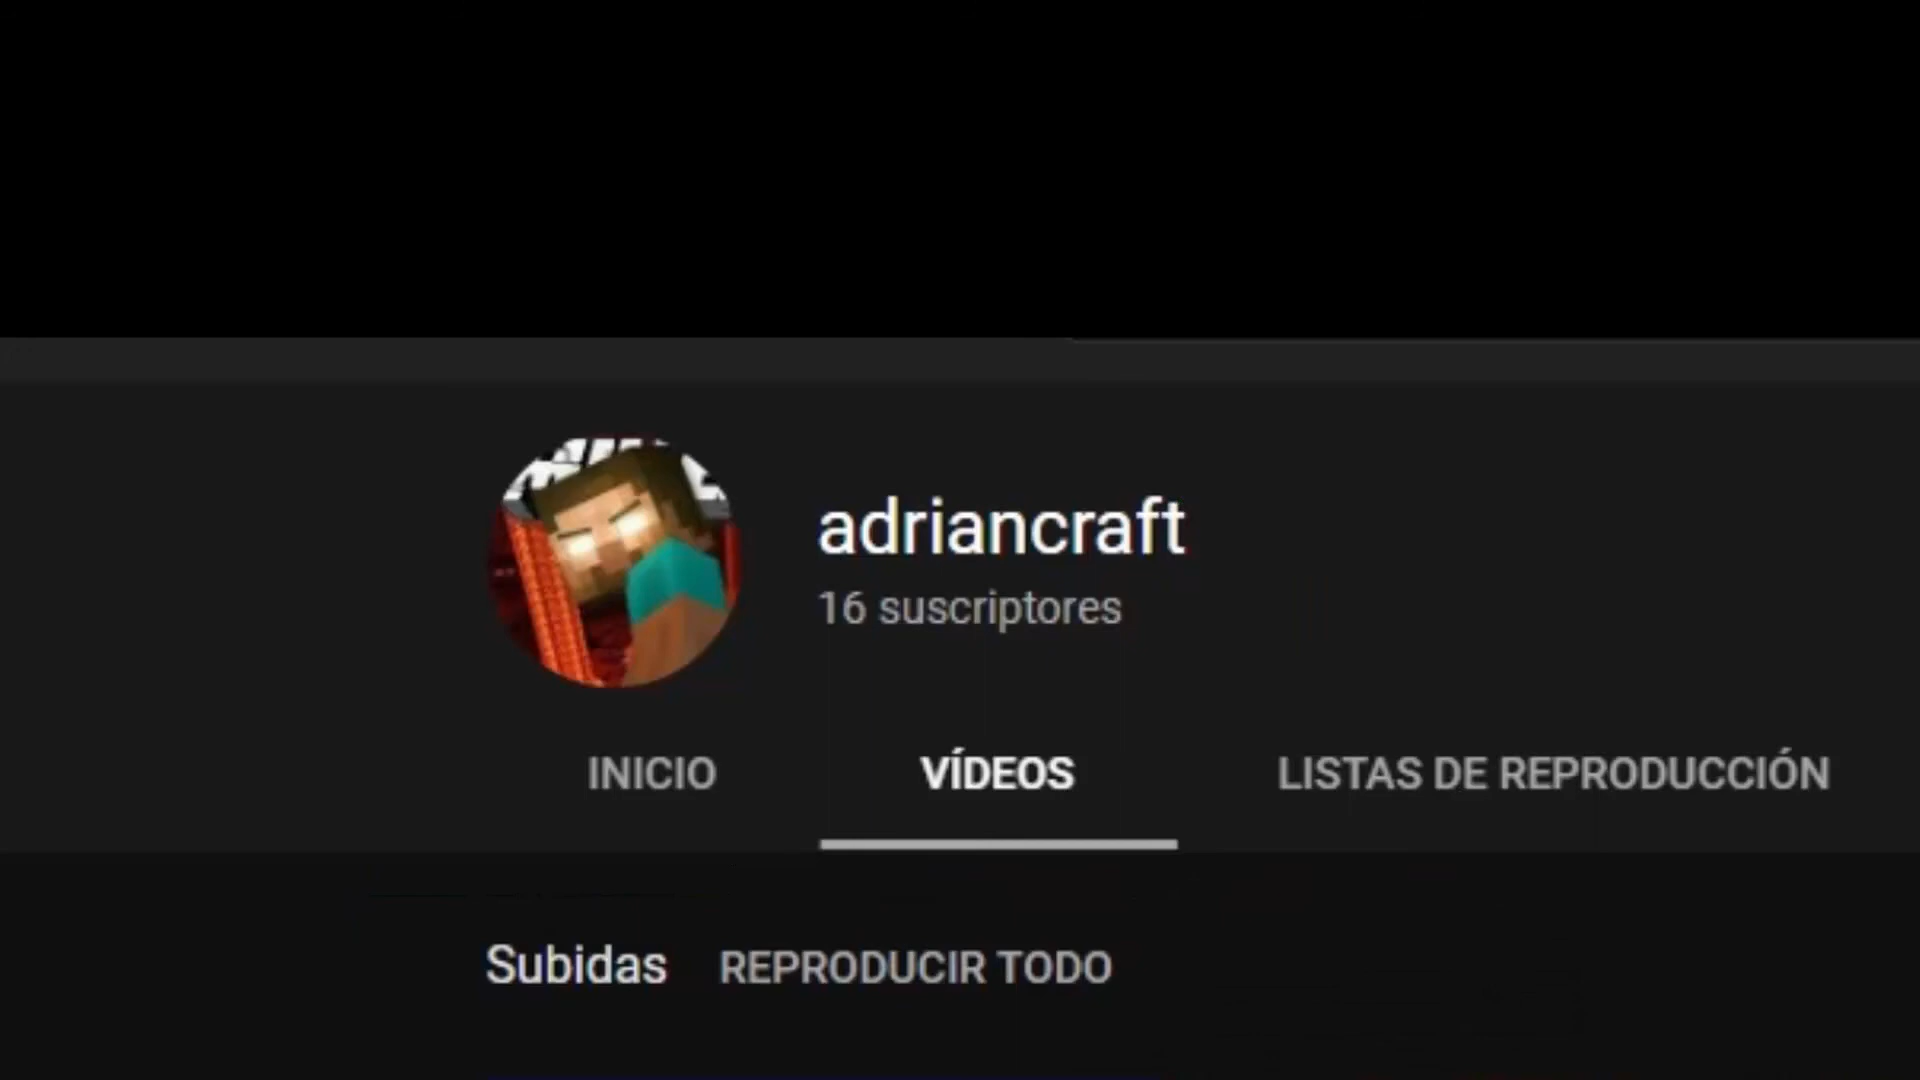 adriancraft
16 suscriptores
INICIO VÍDEOS LISTAS DE REPRODUCCIÓN
Subidas REPRODUCIR TODO